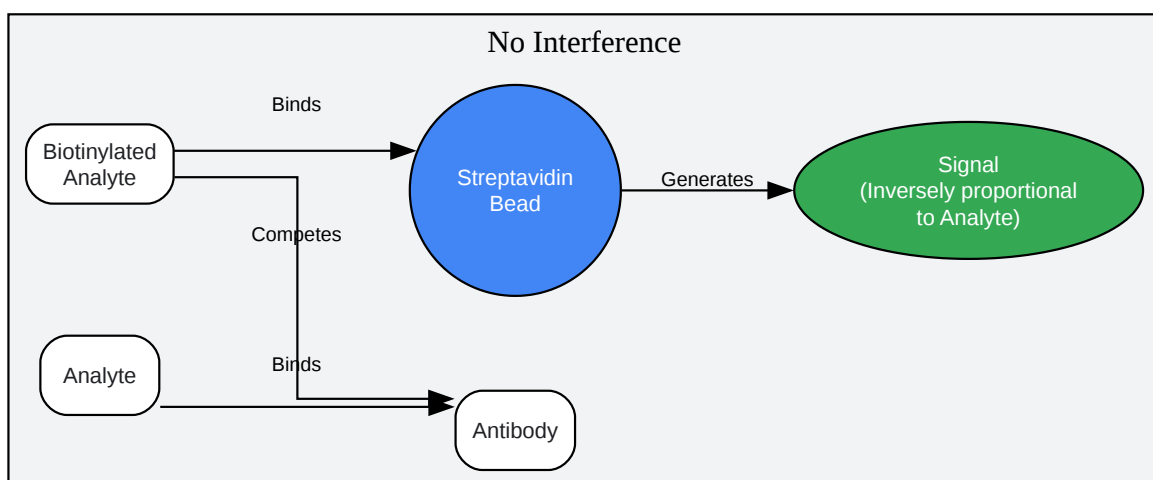 No Interference
Binds
Biotinylated
Analyte
Streptavidin
Bead
Generates
Signal
(Inversely proportional
to Analyte)
Competes
Analyte
Binds
Antibody